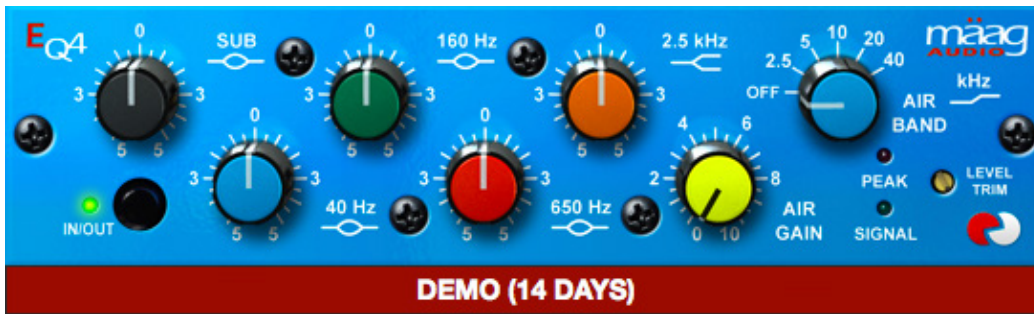 EQ4
0
3
3
5
5
SUB
0
3
3
5
5
160 Hz
0
3
3
5
5
2.5 kHz
OFF
2.5
5
10
20
40
kHz
AIR
BAND
mäag
AUDIO
IN/OUT
0
3
3
5
5
40 Hz
0
3
3
5
5
650 Hz
0
2
4
6
8
10
AIR
GAIN
PEAK
SIGNAL
LEVEL
TRIM
DEMO (14 DAYS)